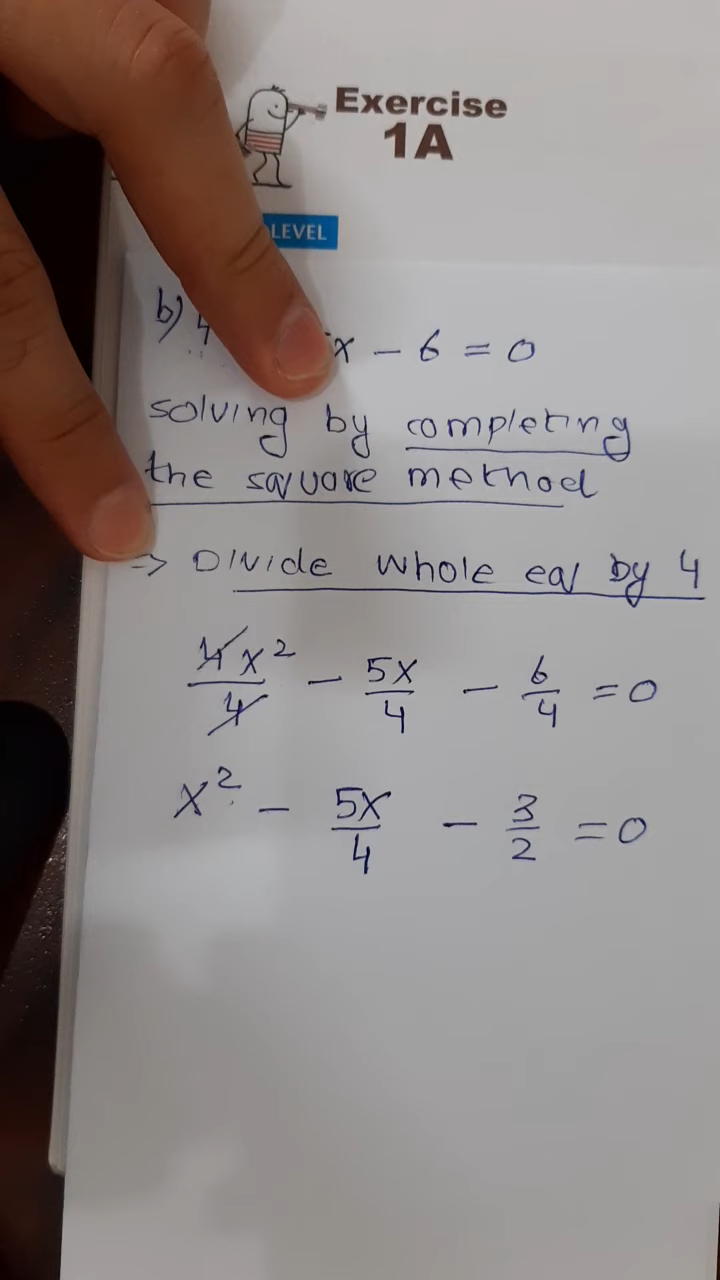 Exercise
1A
LEVEL
b) 4 x - 6 = 0
solving by completing
the square method
=> Divide whole eq by 4
4x²/4 - 5x/4 - 6/4 = 0
x² - 5x/4 - 3/2 = 0